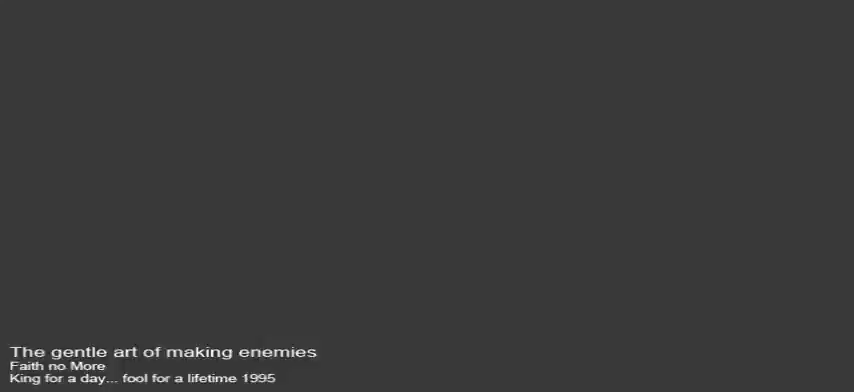 The gentle art of making enemies
Faith no More
King for a day... fool for a lifetime 1995